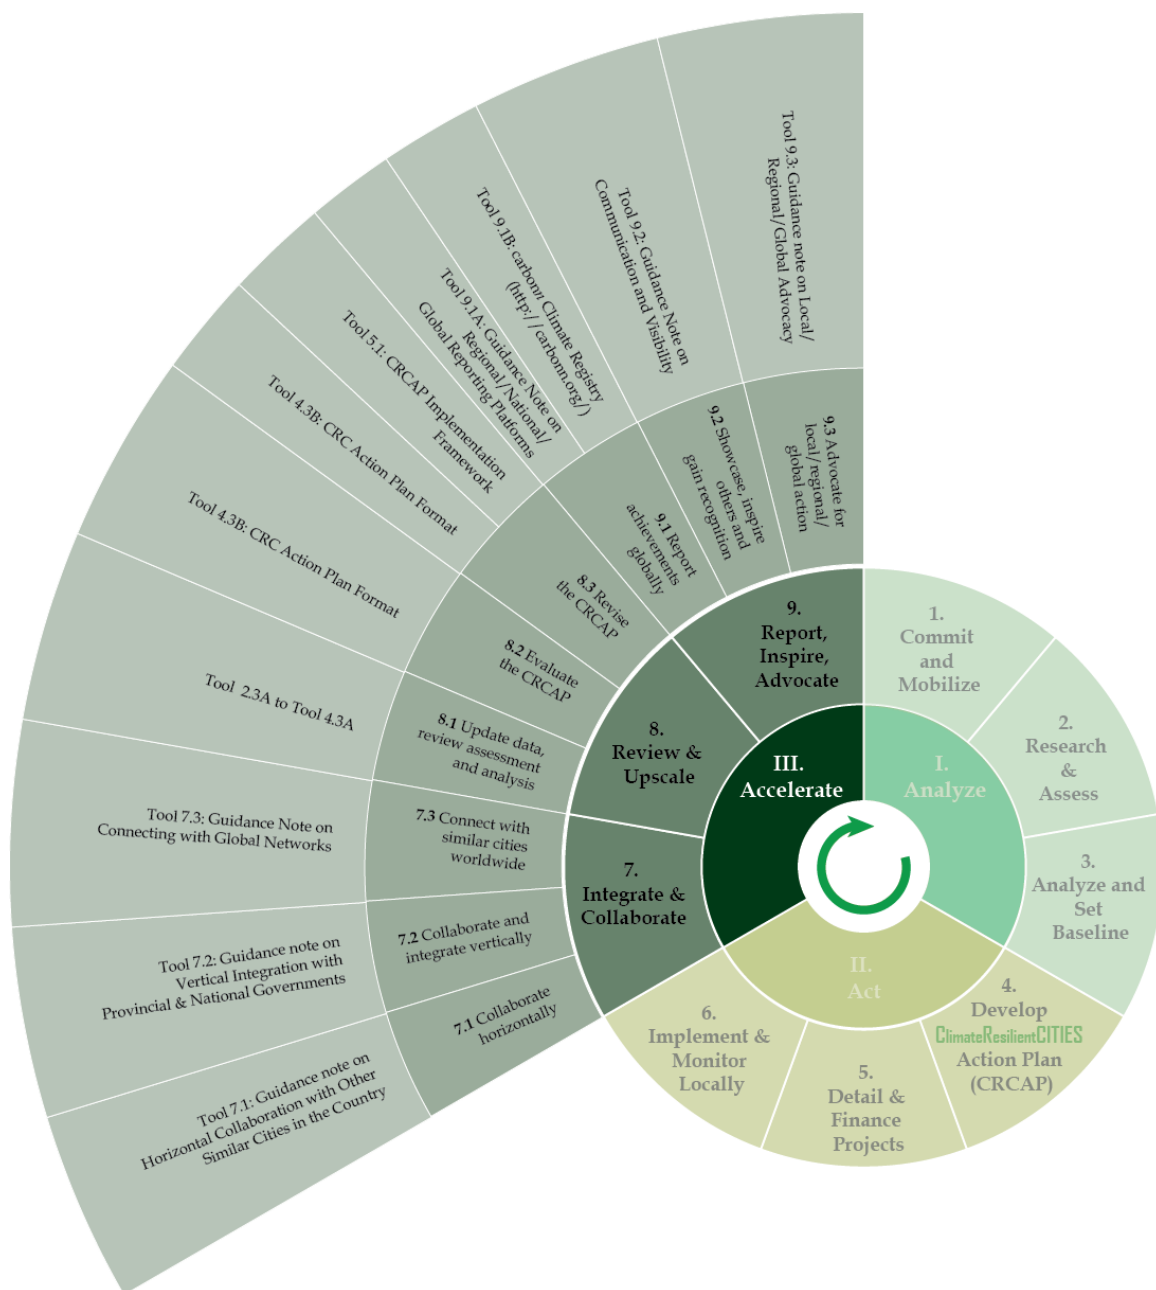 Tool 9.3: Guidance note on Local/
Regional/Global Advocacy
Tool 9.2: Guidance Note on
Communication and Visibility
Tool 9.1B: carbonn Climate Registry
(http://carbonn.org/)
Tool 9.1A: Guidance Note on
Regional/National/
Global Reporting Platforms
Tool 5.1: CRCAP Implementation
Framework
Tool 4.3B: CRC Action Plan Format
Tool 4.3B: CRC Action Plan Format
Tool 2.3A to Tool 4.3A
Tool 7.3: Guidance Note on
Connecting with Global Networks
Tool 7.2: Guidance note on
Vertical Integration with
Provincial & National Governments
Tool 7.1: Guidance note on
Horizontal Collaboration with Other
Similar Cities in the Country
9.3 Advocate for
local/regional/
global action
9.2 Showcase, inspire
others and
gain recognition
9.1 Report
achievements
globally
8.3 Revise
the CRCAP
8.2 Evaluate
the CRCAP
8.1 Update data,
review assessment
and analysis
7.3 Connect with
similar cities
worldwide
7.2 Collaborate and
integrate vertically
7.1 Collaborate
horizontally
9.
Report,
Inspire,
Advocate
8.
Review &
Upscale
7.
Integrate &
Collaborate
1.
Commit
and
Mobilize
2.
Research
&
Assess
3.
Analyze and
Set
Baseline
4.
Develop
ClimateResilientCITIES
Action Plan
(CRCAP)
5.
Detail &
Finance
Projects
6.
Implement &
Monitor
Locally
III.
Accelerate
I.
Analyze
II.
Act